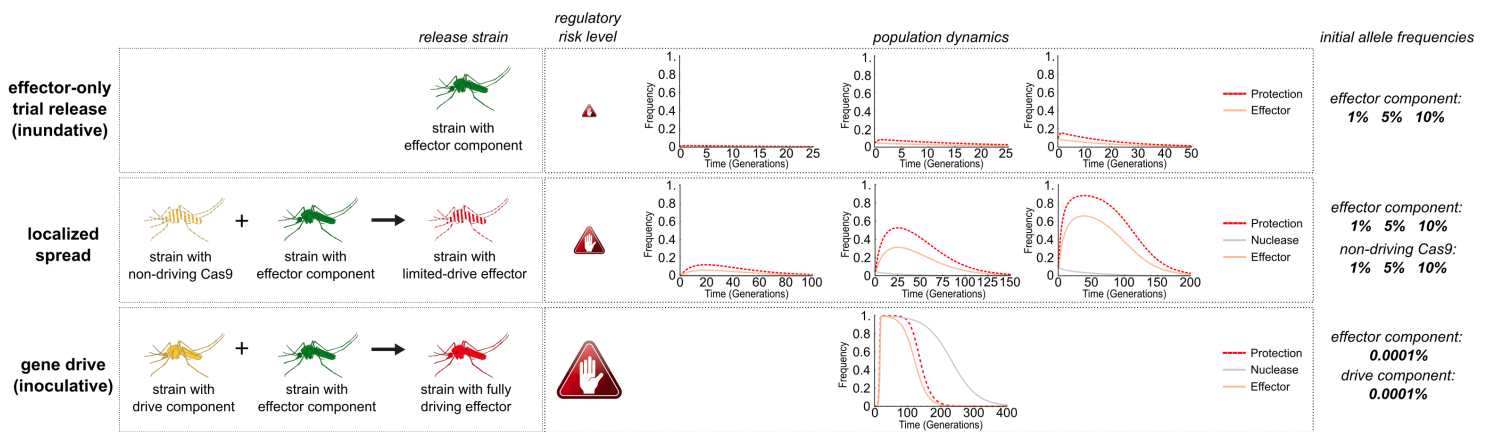 release strain
regulatory
risk level
population dynamics
initial allele frequencies
effector-only
trial release
(inundative)
strain with
effector component
Frequency
1.
0.8
0.6
0.4
0.2
0
0 5 10 15 20 25
Time (Generations)
Frequency
1.
0.8
0.6
0.4
0.2
0
0 5 10 15 20 25
Time (Generations)
Frequency
1.
0.8
0.6
0.4
0.2
0
0 10 20 30 40 50
Time (Generations)
Protection
Effector
effector component:
1% 5% 10%
localized
spread
strain with
non-driving Cas9
+
strain with
effector component
strain with
limited-drive effector
Frequency
1.
0.8
0.6
0.4
0.2
0
0 20 40 60 80 100
Time (Generations)
Frequency
1.
0.8
0.6
0.4
0.2
0
0 25 50 75 100 125 150
Time (Generations)
Frequency
1.
0.8
0.6
0.4
0.2
0
0 50 100 150 200
Time (Generations)
Protection
Nuclease
Effector
effector component:
1% 5% 10%
non-driving Cas9:
1% 5% 10%
gene drive
(inoculative)
strain with
drive component
+
strain with
effector component
strain with fully
driving effector
Frequency
1.
0.8
0.6
0.4
0.2
0
0 100 200 300 400
Time (Generations)
Protection
Nuclease
Effector
effector component:
0.0001%
drive component:
0.0001%